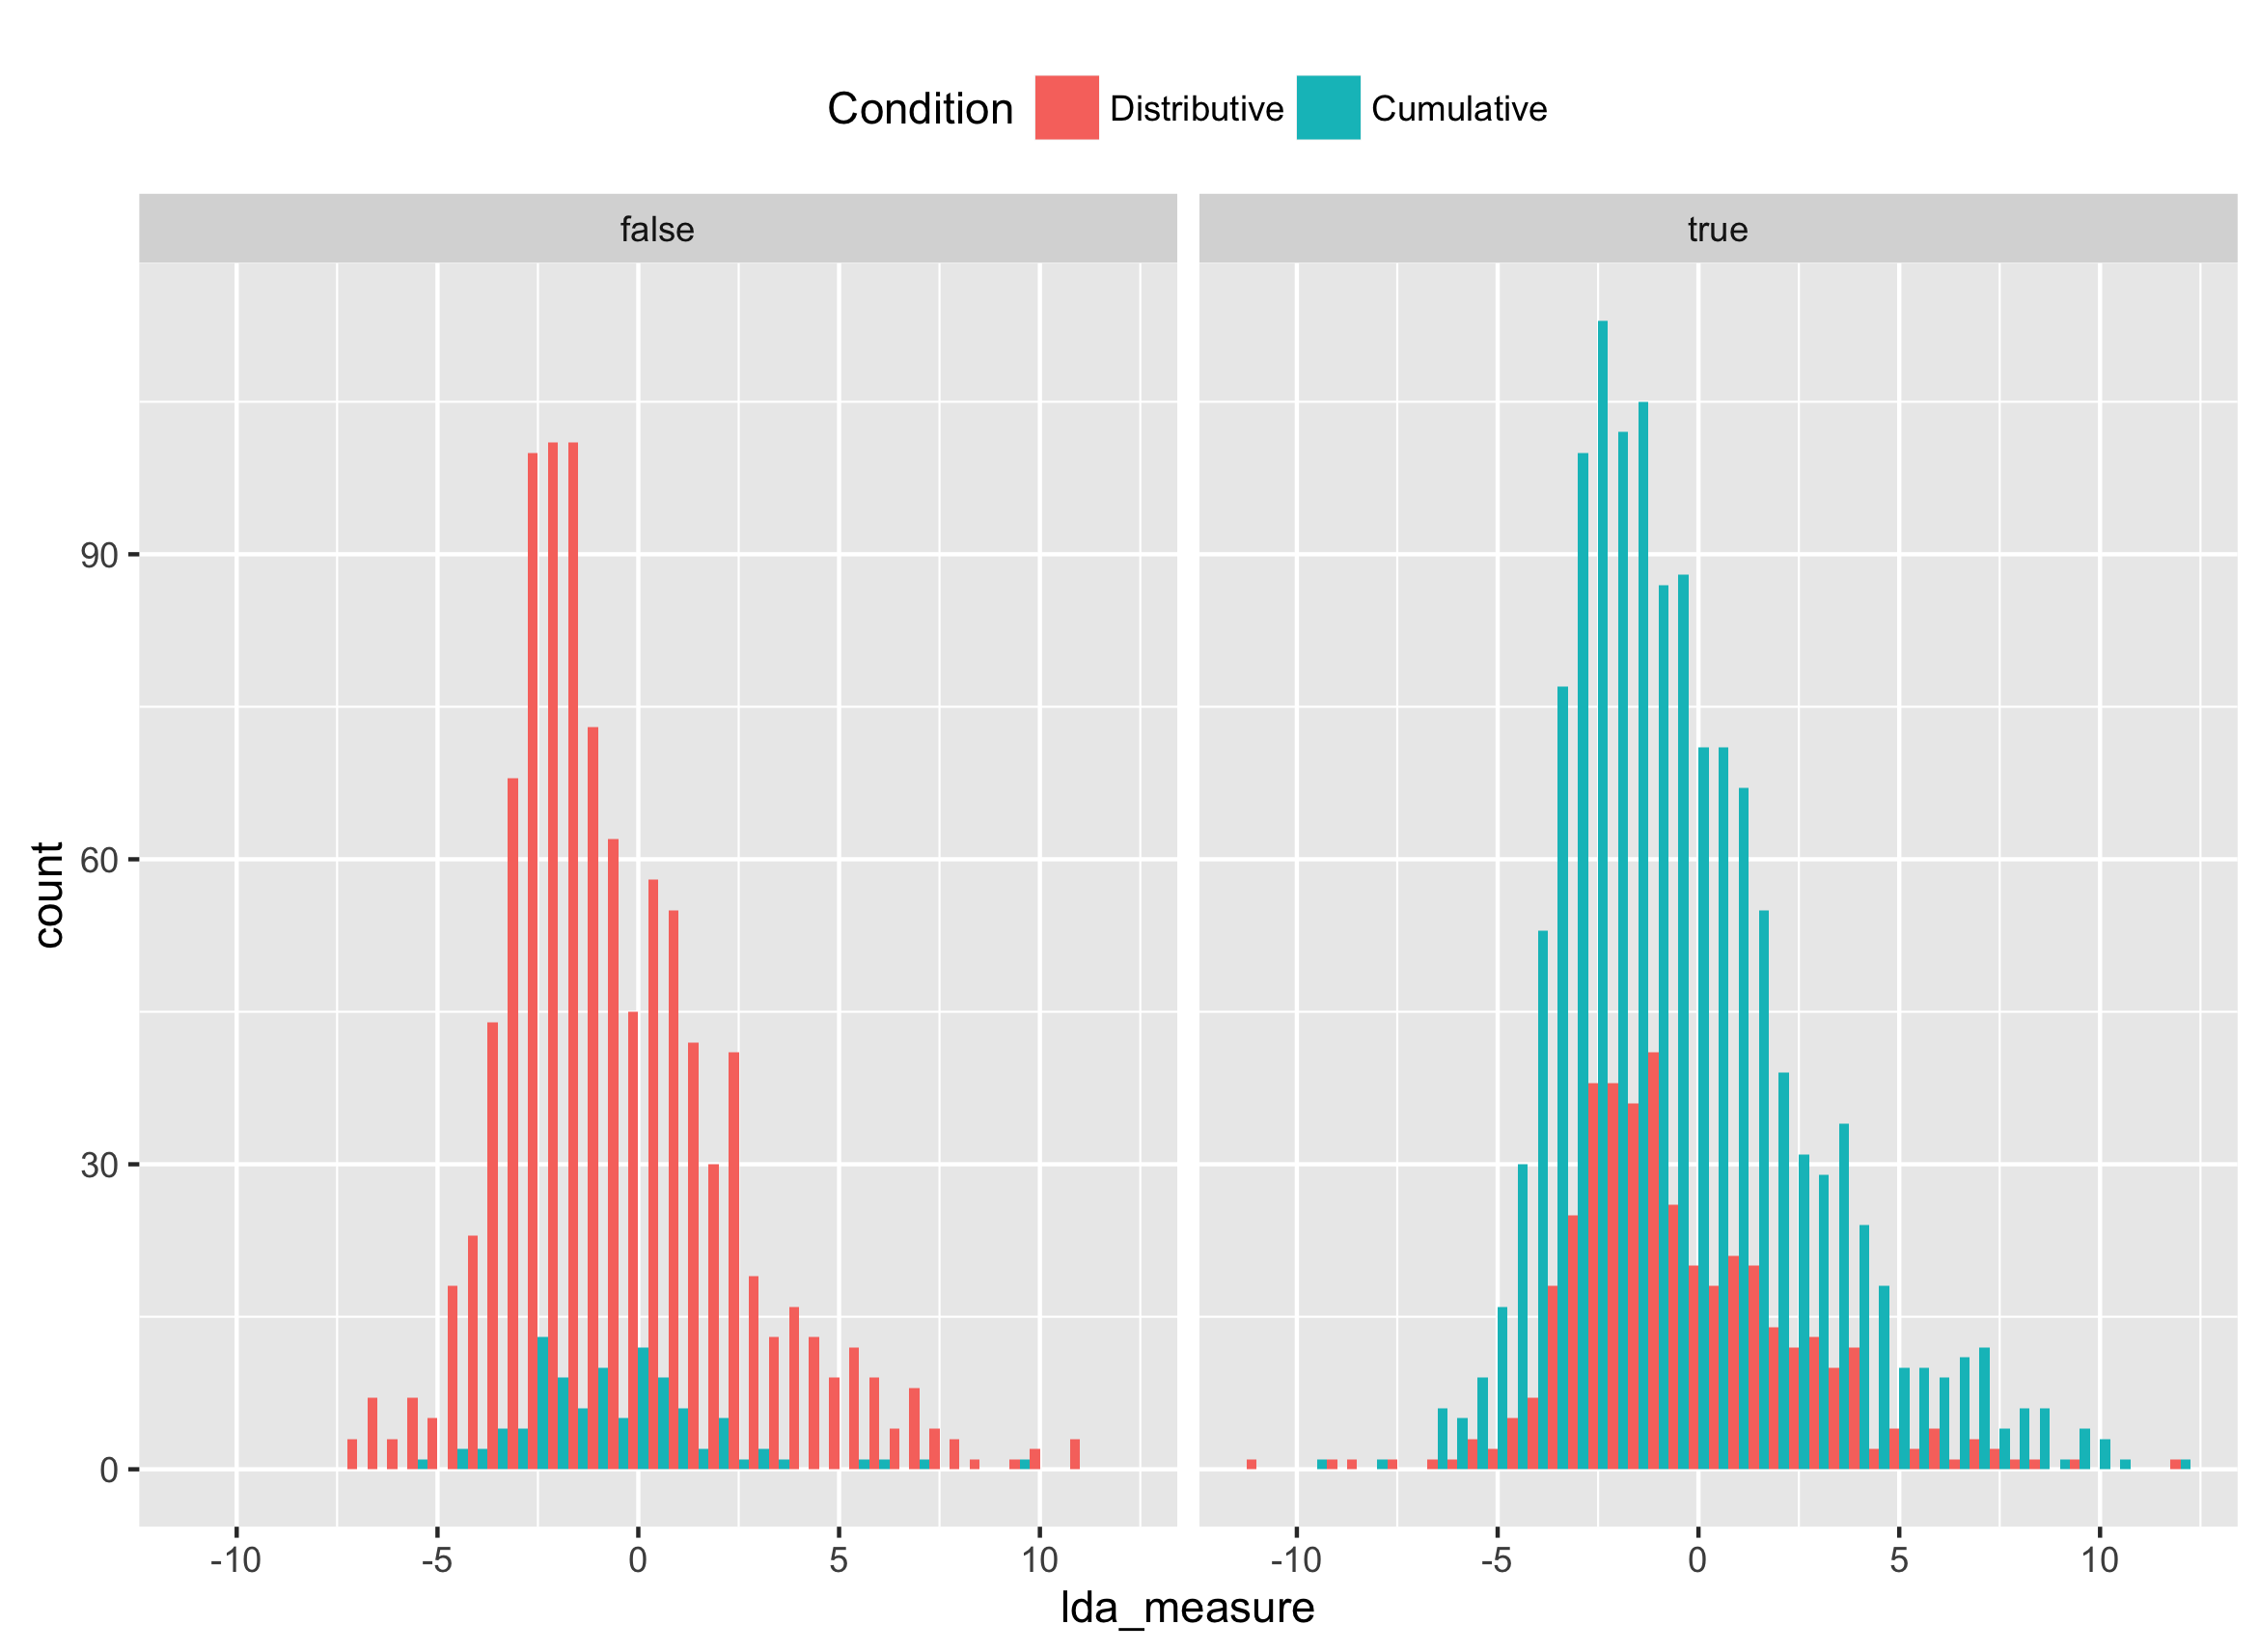 Condition Distributive Cumulative
false true
90
60
30
0
count
-10 -5 0 5 10 -10 -5 0 5 10
lda_measure